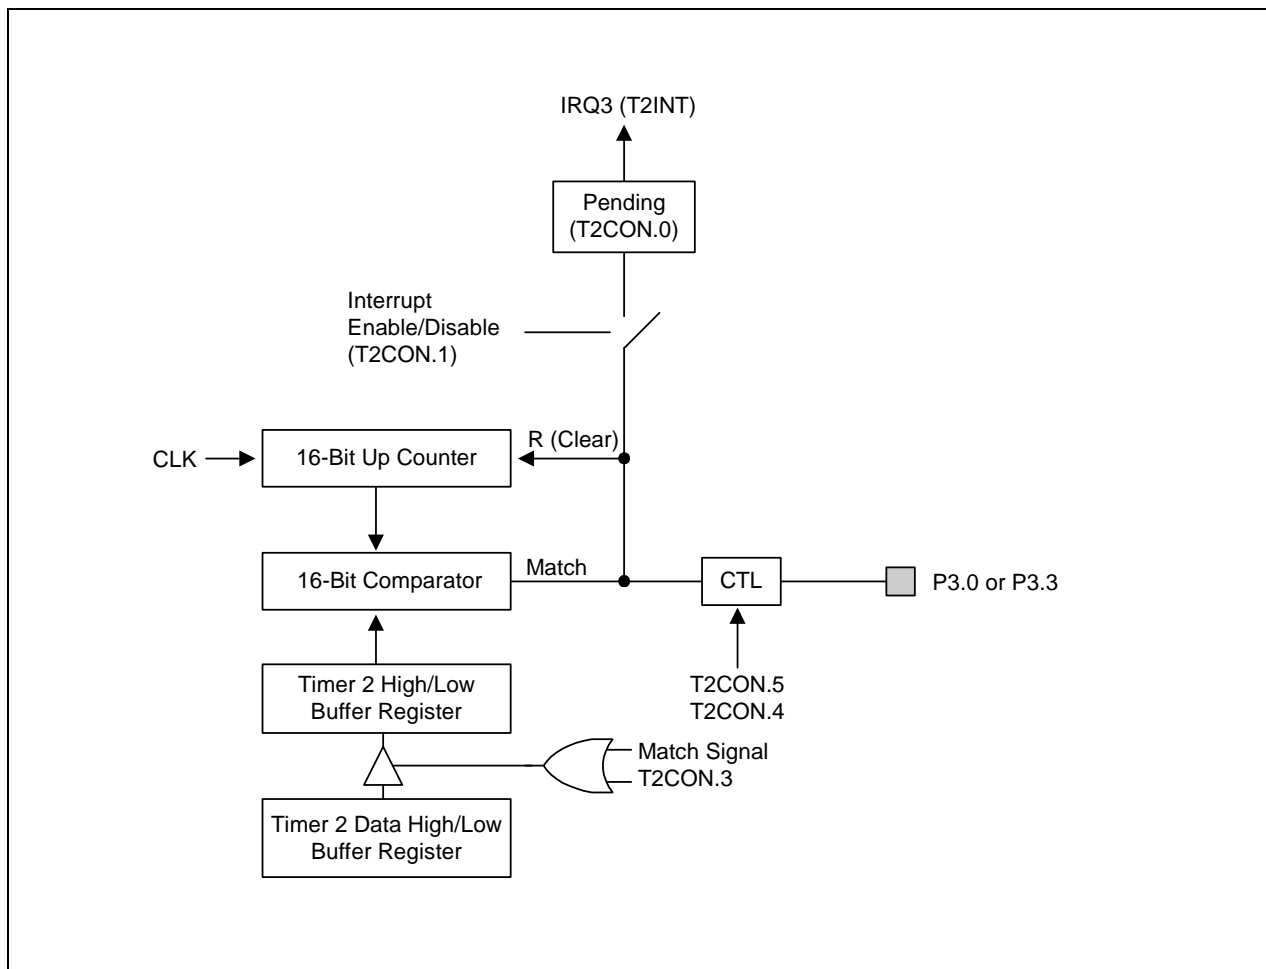 IRQ3 (T2INT)
Pending
(T2CON.0)
Interrupt
Enable/Disable
(T2CON.1)
R (Clear)
CLK
16-Bit Up Counter
16-Bit Comparator
Match
CTL
P3.0 or P3.3
T2CON.5
T2CON.4
Timer 2 High/Low
Buffer Register
Match Signal
T2CON.3
Timer 2 Data High/Low
Buffer Register